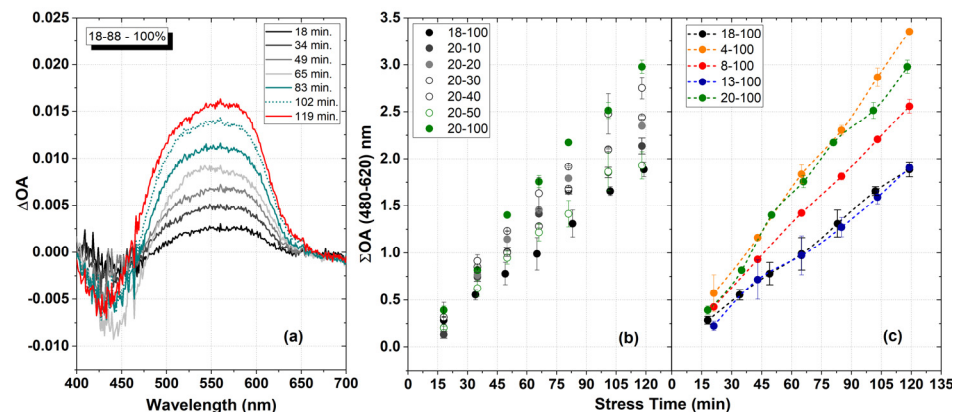 18-88 - 100%
18 min.
34 min.
49 min.
65 min.
83 min.
102 min.
119 min.
ΔOA
0.025
0.020
0.015
0.010
0.005
0.000
-0.005
-0.010
400 450 500 550 600 650 700
Wavelength (nm)
(a)
ΣOA (480-620) nm
3.5
3.0
2.5
2.0
1.5
1.0
0.5
0.0
18-100
20-10
20-20
20-30
20-40
20-50
20-100
(b)
0 15 30 45 60 75 90 105 120
18-100
4-100
8-100
13-100
20-100
(c)
15 30 45 60 75 90 105 120 135
Stress Time (min)